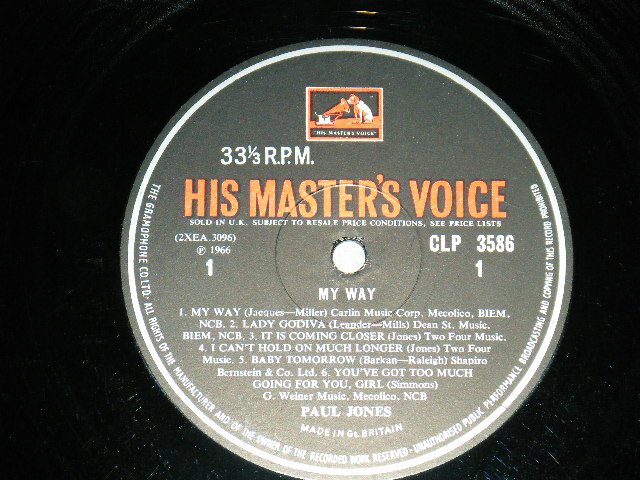 "HIS MASTER'S VOICE"
33⅓ R.P.M.
HIS MASTER'S VOICE
SOLD IN U.K. SUBJECT TO RESALE PRICE CONDITIONS, SEE PRICE LISTS
(2XEA.3096)
CLP 3586
℗ 1966
1
1
MY WAY
1. MY WAY (Jacques—Miller) Carlin Music Corp, Mecolico, BIEM,
NCB. 2. LADY GODIVA (Leander—Mills) Dean St. Music,
BIEM, NCB. 3. IT IS COMING CLOSER (Jones) Two Four Music.
4. I CAN'T HOLD ON MUCH LONGER (Jones) Two Four
Music. 5. BABY TOMORROW (Barkan—Raleigh) Shapiro
Bernstein & Co. Ltd. 6. YOU'VE GOT TOO MUCH
GOING FOR YOU, GIRL (Simmons)
G. Weiner Music, Mecolico, NCB
PAUL JONES
MADE IN GT. BRITAIN
THE GRAMOPHONE CO. LTD. · ALL RIGHTS OF THE MANUFACTURER AND OF THE OWNER OF THE RECORDED WORK RESERVED · UNAUTHORISED PUBLIC PERFORMANCE BROADCASTING AND COPYING OF THIS RECORD PROHIBITED